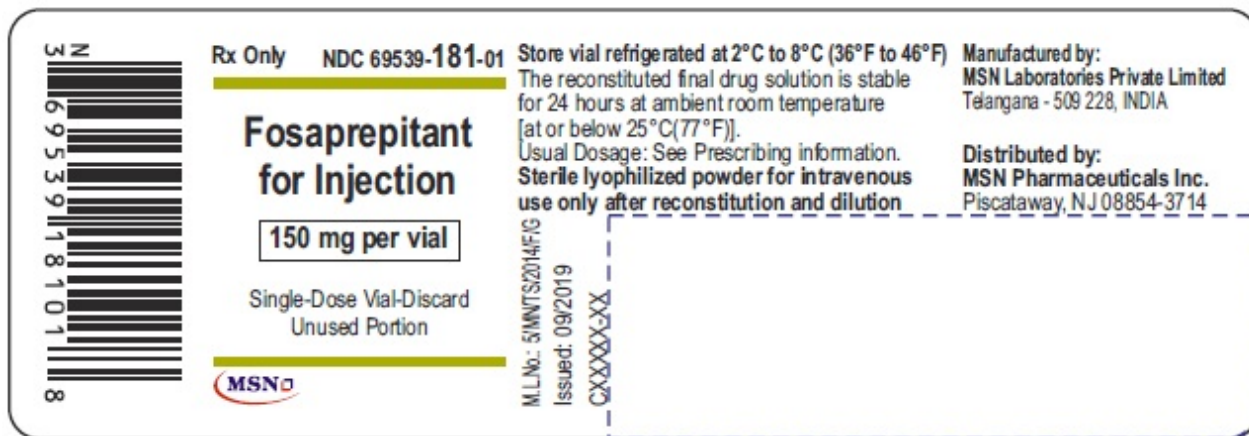 N
3 6953918101 8
Rx Only NDC 69539-181-01
Fosaprepitant
for Injection
150 mg per vial
Single-Dose Vial-Discard
Unused Portion
MSN
Store vial refrigerated at 2°C to 8°C (36°F to 46°F)
The reconstituted final drug solution is stable
for 24 hours at ambient room temperature
[at or below 25°C(77°F)].
Usual Dosage: See Prescribing information.
Sterile lyophilized powder for intravenous
use only after reconstitution and dilution
M.L.No.: 5/MN/TS/2014/F/G
Issued: 09/2019
CXXXXX-XX
Manufactured by:
MSN Laboratories Private Limited
Telangana - 509 228, INDIA
Distributed by:
MSN Pharmaceuticals Inc.
Piscataway, NJ 08854-3714